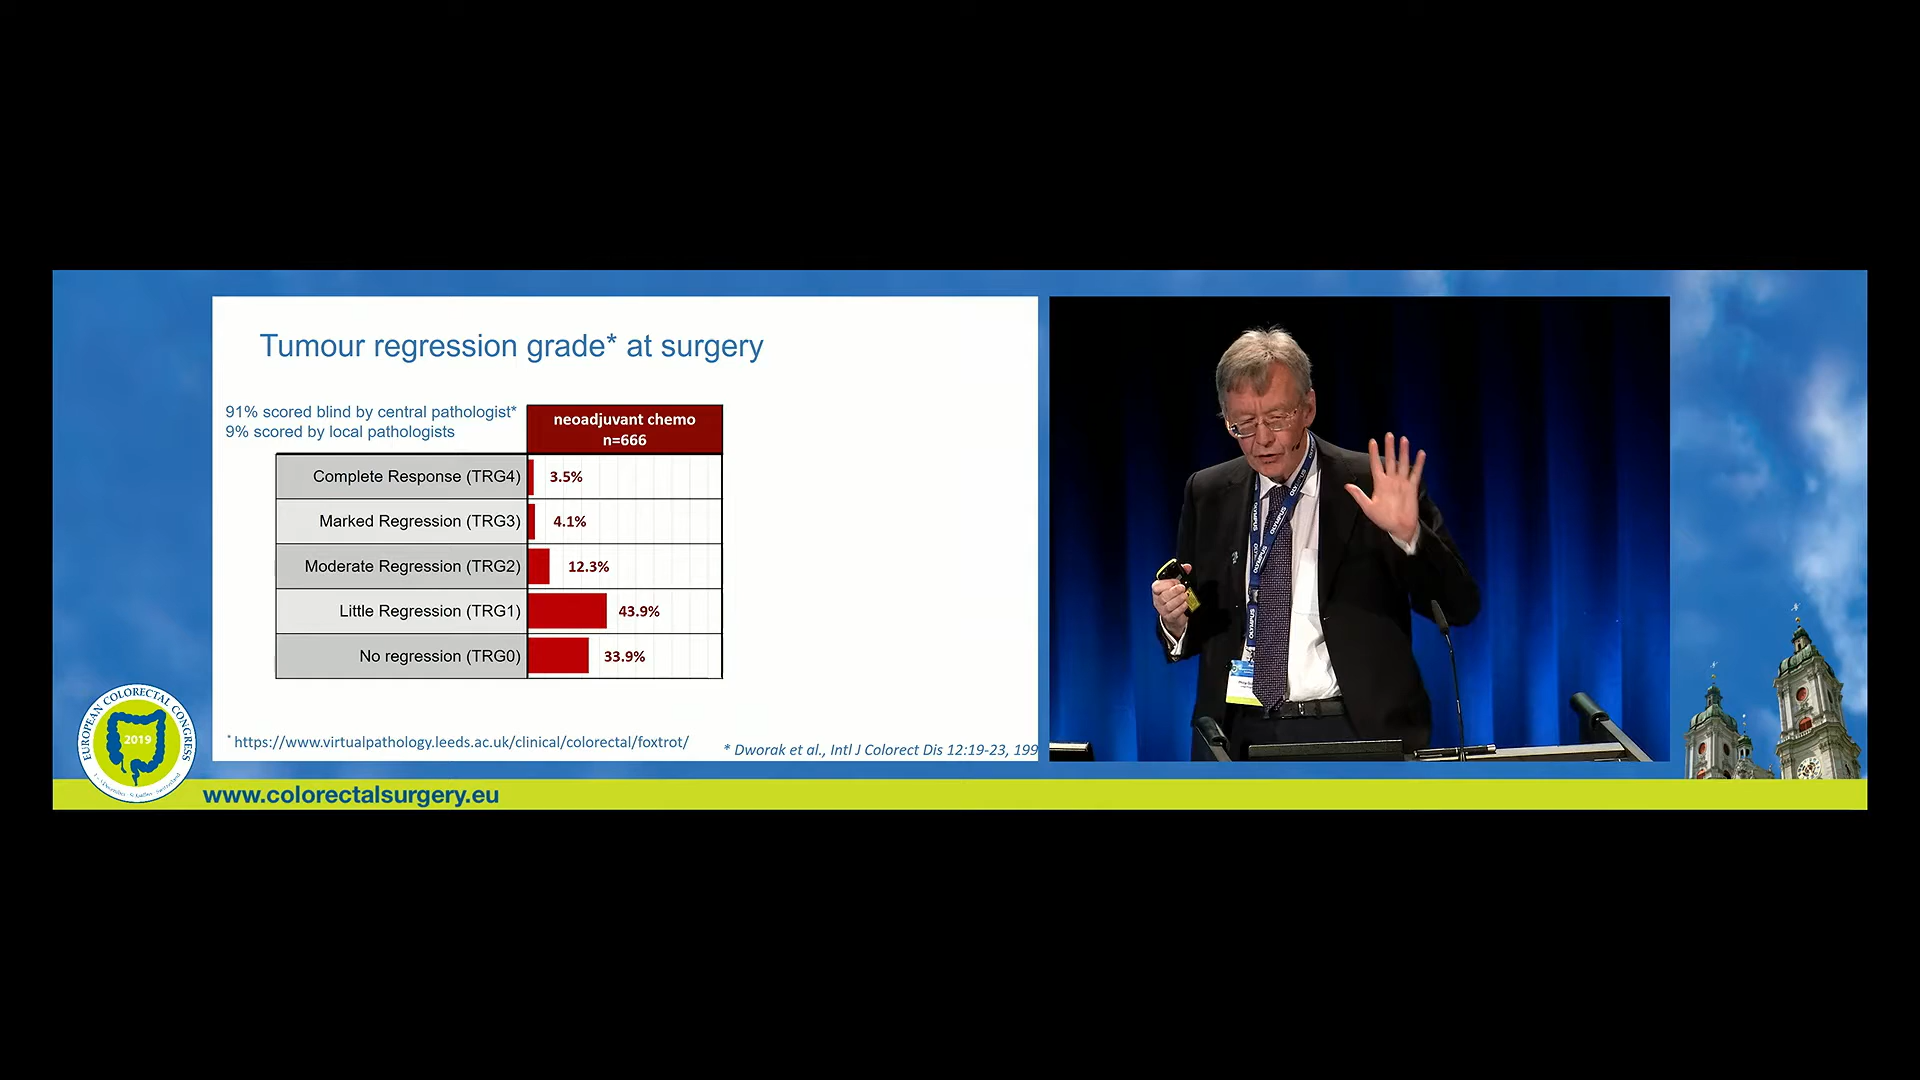 Tumour regression grade* at surgery
91% scored blind by central pathologist*
9% scored by local pathologists
neoadjuvant chemo
n=666
Complete Response (TRG4) 3.5%
Marked Regression (TRG3) 4.1%
Moderate Regression (TRG2) 12.3%
Little Regression (TRG1) 43.9%
No regression (TRG0) 33.9%
* https://www.virtualpathology.leeds.ac.uk/clinical/colorectal/foxtrot/
* Dworak et al., Intl J Colorect Dis 12:19-23, 199
OLYMPUS
OLYMPUS
OLYMPUS
EUROPEAN COLORECTAL CONGRESS
2019
www.colorectalsurgery.eu